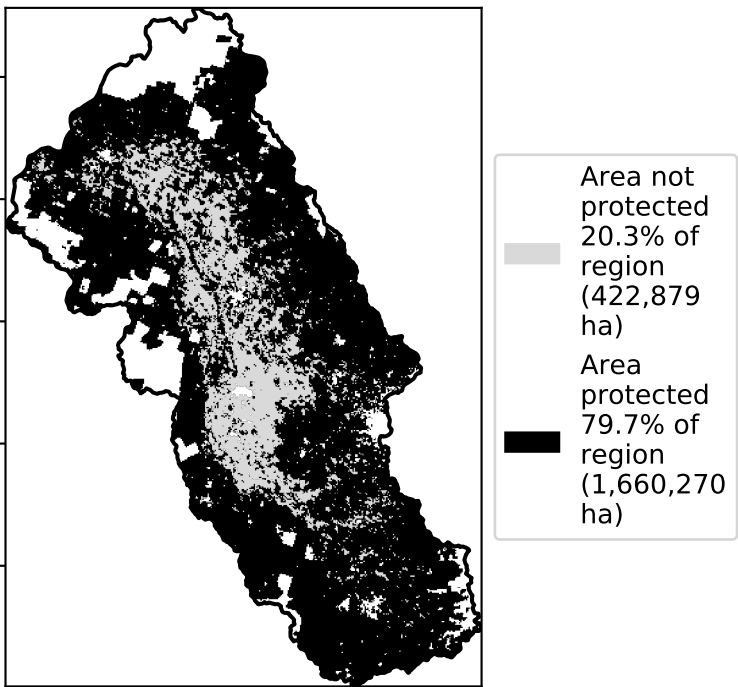 Area not
protected
20.3% of
region
(422,879
ha)
Area
protected
79.7% of
region
(1,660,270
ha)